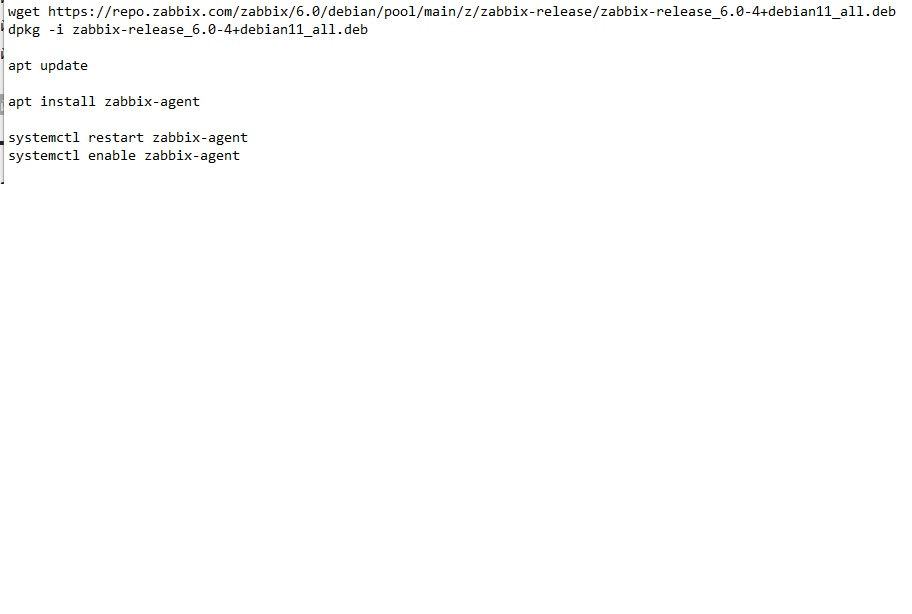 wget https://repo.zabbix.com/zabbix/6.0/debian/pool/main/z/zabbix-release/zabbix-release_6.0-4+debian11_all.deb
dpkg -i zabbix-release_6.0-4+debian11_all.deb
apt update
apt install zabbix-agent
systemctl restart zabbix-agent
systemctl enable zabbix-agent